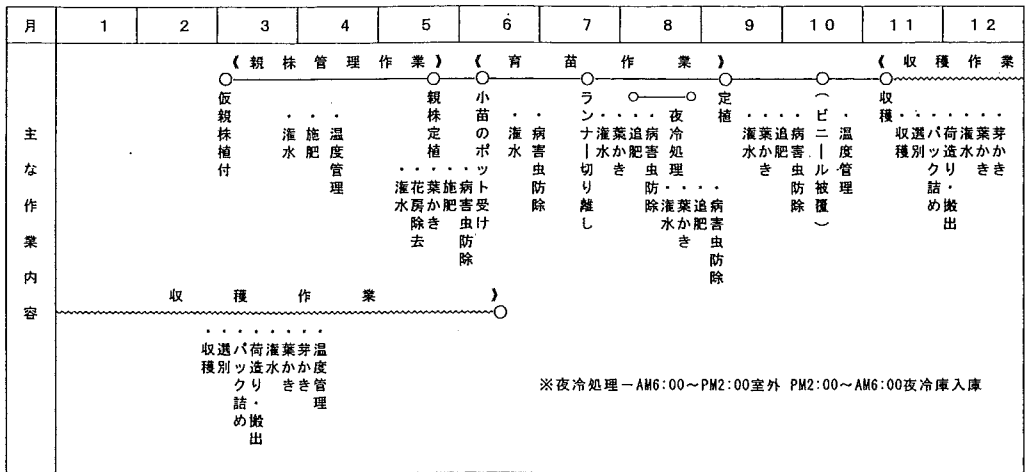 月 1 2 3 4 5 6 7 8 9 10 11 12
主な作業内容
《親株管理作業》
《育苗作業》
《収穫作業
仮親株植付
・灌水
・施肥
・温度管理
親株定植
・灌水
・花房除去
・葉かき
・施肥
・病害虫防除
小苗のポット受け
・灌水
・病害虫防除
ランナー切り離し
・灌水
・葉かき
・追肥
・病害虫防除
夜冷処理
・灌水
・葉かき
・追肥
・病害虫防除
定植
・灌水
・葉かき
・追肥
・病害虫防除
(ビニール被覆)
・温度管理
収穫
・収穫
・選別
・パック詰め
・荷造り・搬出
・灌水
・葉かき
・芽かき
収穫作業》
・収穫
・選別
・パック詰め
・荷造り・搬出
・灌水
・葉かき
・芽かき
・温度管理
※夜冷処理-AM6:00~PM2:00室外 PM2:00~AM6:00夜冷庫入庫